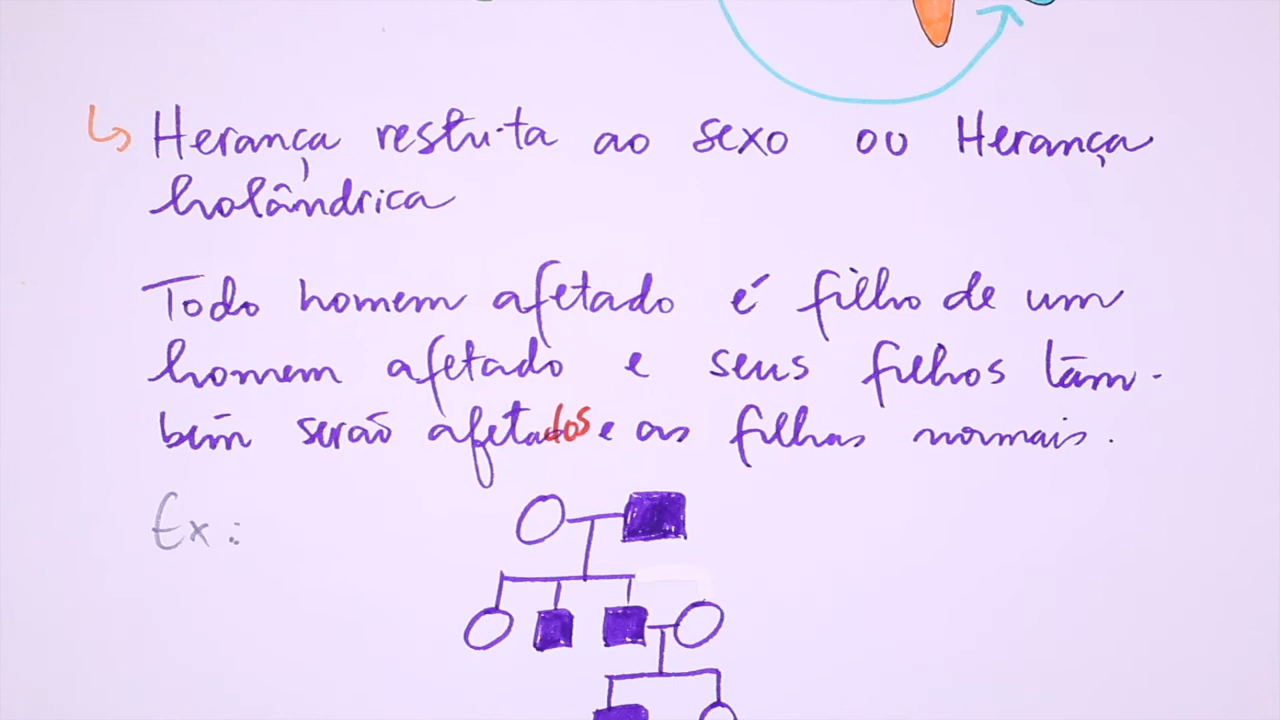 Herança restrita ao sexo ou Herança
holândrica
Todo homem afetado é filho de um
homem afetado e seus filhos tam-
bém serão afetados e as filhas normais.
Ex: